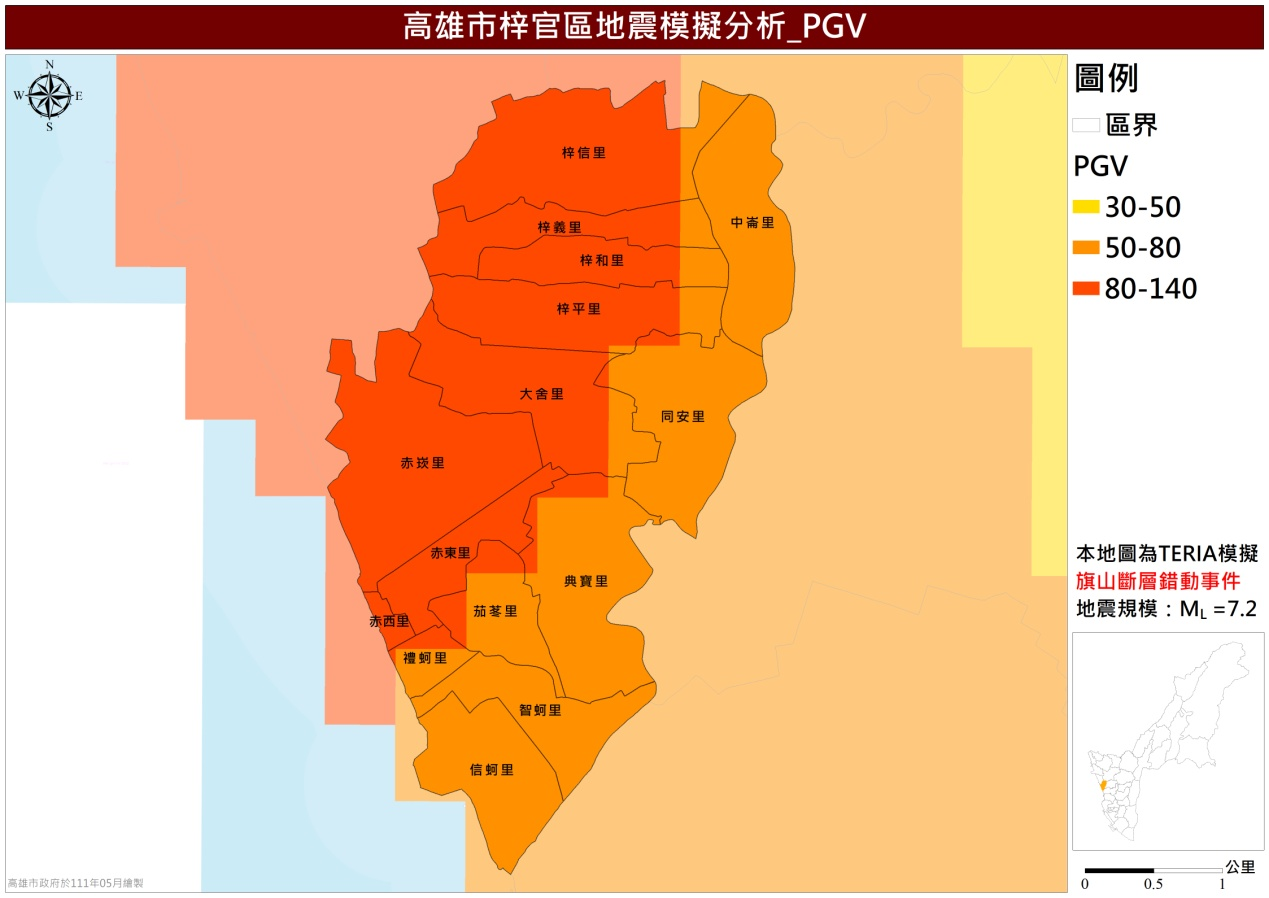 高雄市梓官區地震模擬分析_PGV
N
W
E
S
圖例
區界
PGV
30-50
50-80
80-140
梓信里
中崙里
梓義里
梓和里
梓平里
大舍里
同安里
赤崁里
赤東里
典寶里
茄苳里
赤西里
禮蚵里
智蚵里
信蚵里
本地圖為TERIA模擬
旗山斷層錯動事件
地震規模：ML =7.2
公里
0 0.5 1
高雄市政府於111年05月繪製